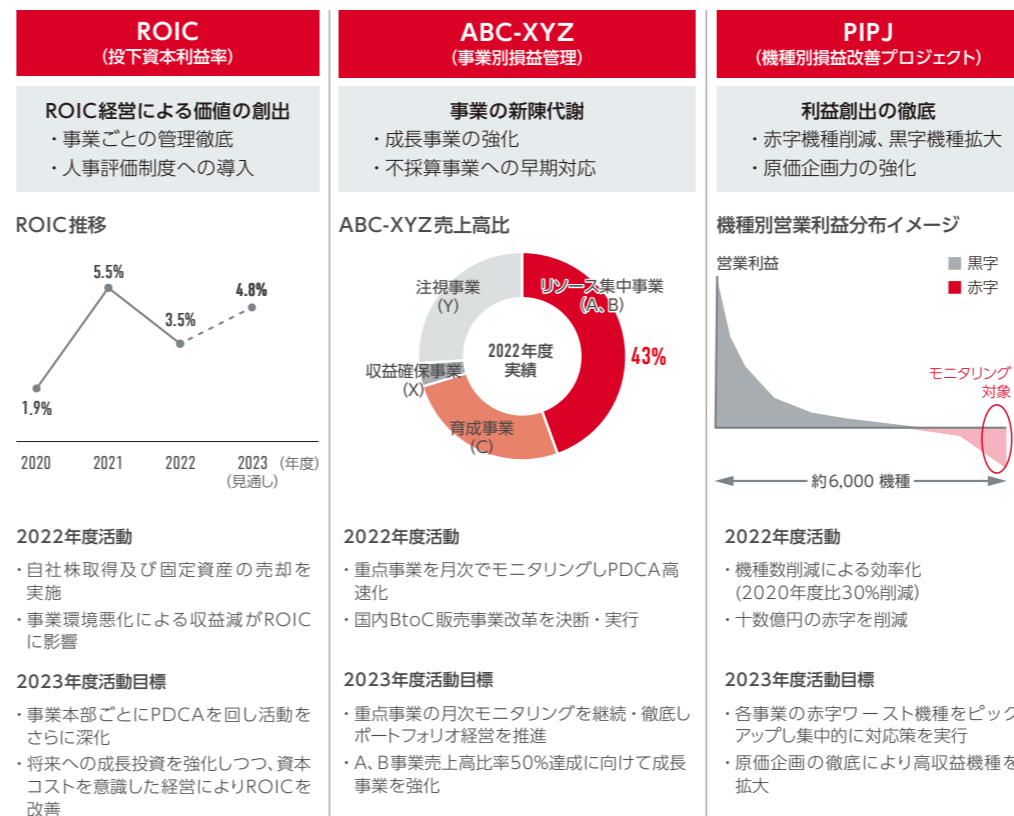 ROIC
(投下資本利益率)
ROIC経営による価値の創出
・事業ごとの管理徹底
・人事評価制度への導入
ROIC推移
5.5%
4.8%
3.5%
1.9%
2020 2021 2022 2023 (年度)
(見通し)
2022年度活動
・自社株取得及び固定資産の売却を
実施
・事業環境悪化による収益減がROIC
に影響
2023年度活動目標
・事業本部ごとにPDCAを回し活動を
さらに深化
・将来への成長投資を強化しつつ、資本
コストを意識した経営によりROICを
改善
ABC-XYZ
(事業別損益管理)
事業の新陳代謝
・成長事業の強化
・不採算事業への早期対応
ABC-XYZ売上高比
注視事業
(Y)
リソース集中事業
(A、B)
2022年度
実績
43%
収益確保事業
(X)
育成事業
(C)
2022年度活動
・重点事業を月次でモニタリングしPDCA高
速化
・国内BtoC販売事業改革を決断・実行
2023年度活動目標
・重点事業の月次モニタリングを継続・徹底し
ポートフォリオ経営を推進
・A、B事業売上高比率50%達成に向けて成長
事業を強化
PIPJ
(機種別損益改善プロジェクト)
利益創出の徹底
・赤字機種削減、黒字機種拡大
・原価企画力の強化
機種別営業利益分布イメージ
営業利益
黒字
赤字
モニタリング
対象
約6,000 機種
2022年度活動
・機種数削減による効率化
(2020年度比30%削減)
・十数億円の赤字を削減
2023年度活動目標
・各事業の赤字ワースト機種をピック
アップし集中的に対応策を実行
・原価企画の徹底により高収益機種を
拡大